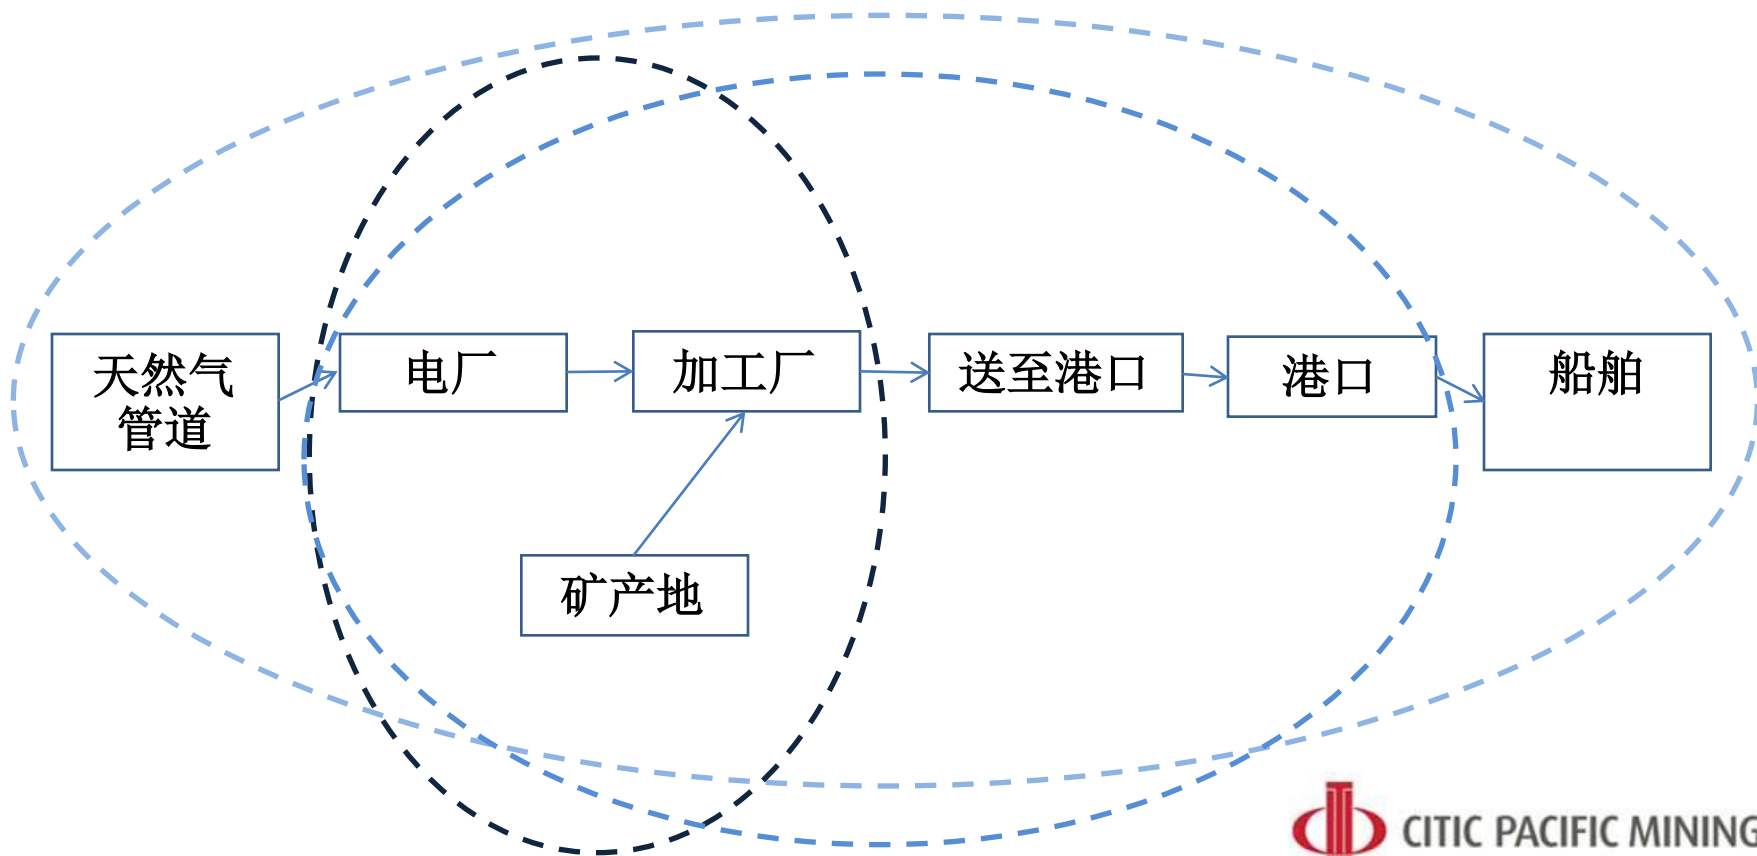 天然气
管道
电厂
加工厂
送至港口
港口
船舶
矿产地
CITIC PACIFIC MINING